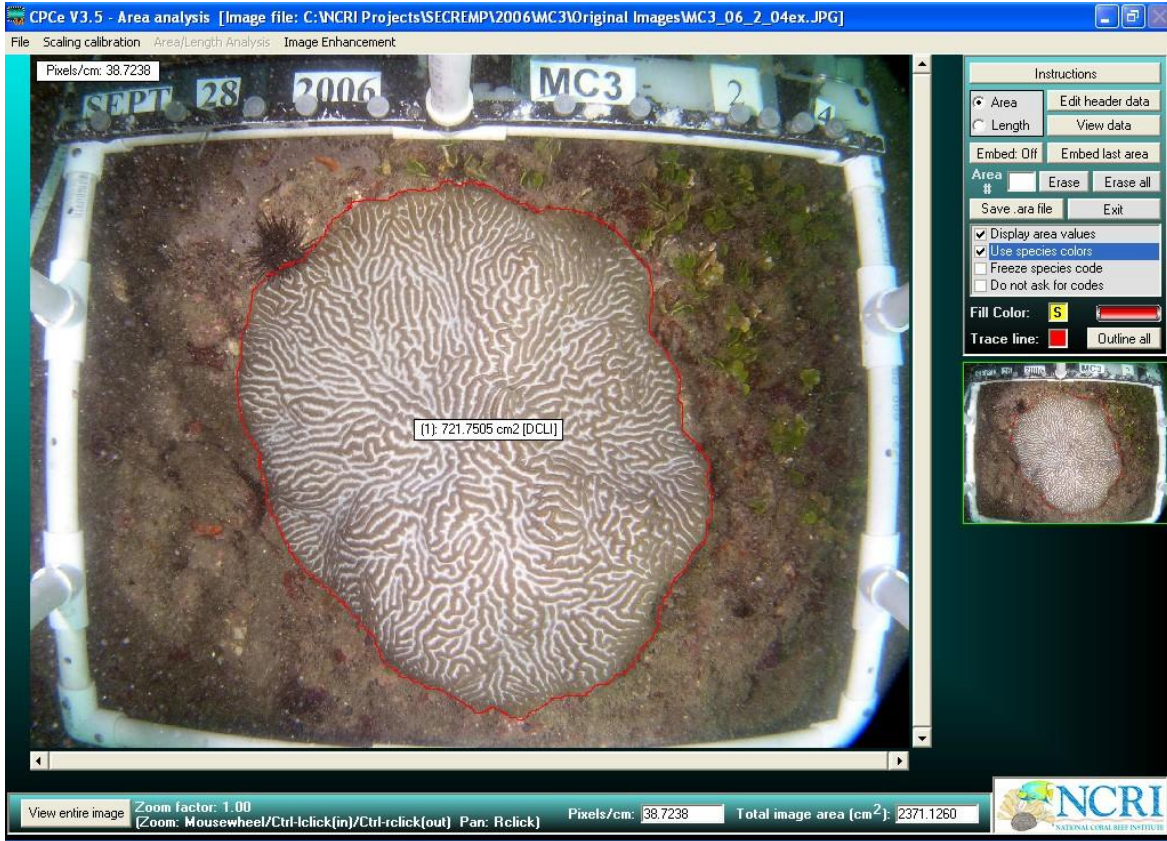 CPCe V3.5 - Area analysis [Image file: C:\NCRI Projects\SECREMP\2006\MC3\Original Images\MC3_06_2_04ex.JPG]
File Scaling calibration Area/Length Analysis Image Enhancement
Pixels/cm: 38.7238
SEPT 28 2006 MC3 2 4
(1): 721.7505 cm2 [DCLI]
Instructions
Area Edit header data
Length View data
Embed: Off Embed last area
Area # Erase Erase all
Save .ara file Exit
Display area values
Use species colors
Freeze species code
Do not ask for codes
Fill Color: S
Trace line: Outline all
View entire image
Zoom factor: 1.00
(Zoom: Mousewheel/Ctrl-lclick(in)/Ctrl-rclick(out) Pan: Rclick)
Pixels/cm: 38.7238 Total image area (cm2): 2371.1260
NCRI
NATIONAL CORAL REEF INSTITUTE